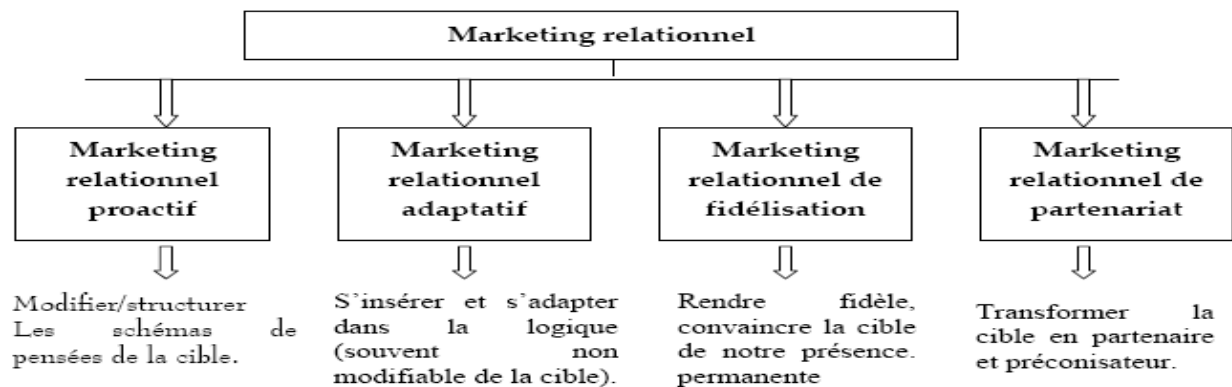 Marketing relationnel
Marketing
relationnel
proactif
Marketing
relationnel
adaptatif
Marketing
relationnel de
fidélisation
Marketing
relationnel de
partenariat
Modifier/structurer
Les schémas de
pensées de la cible.
S'insérer et s'adapter
dans la logique
(souvent non
modifiable de la cible).
Rendre fidèle,
convaincre la cible
de notre présence.
permanente
Transformer la
cible en partenaire
et préconisateur.